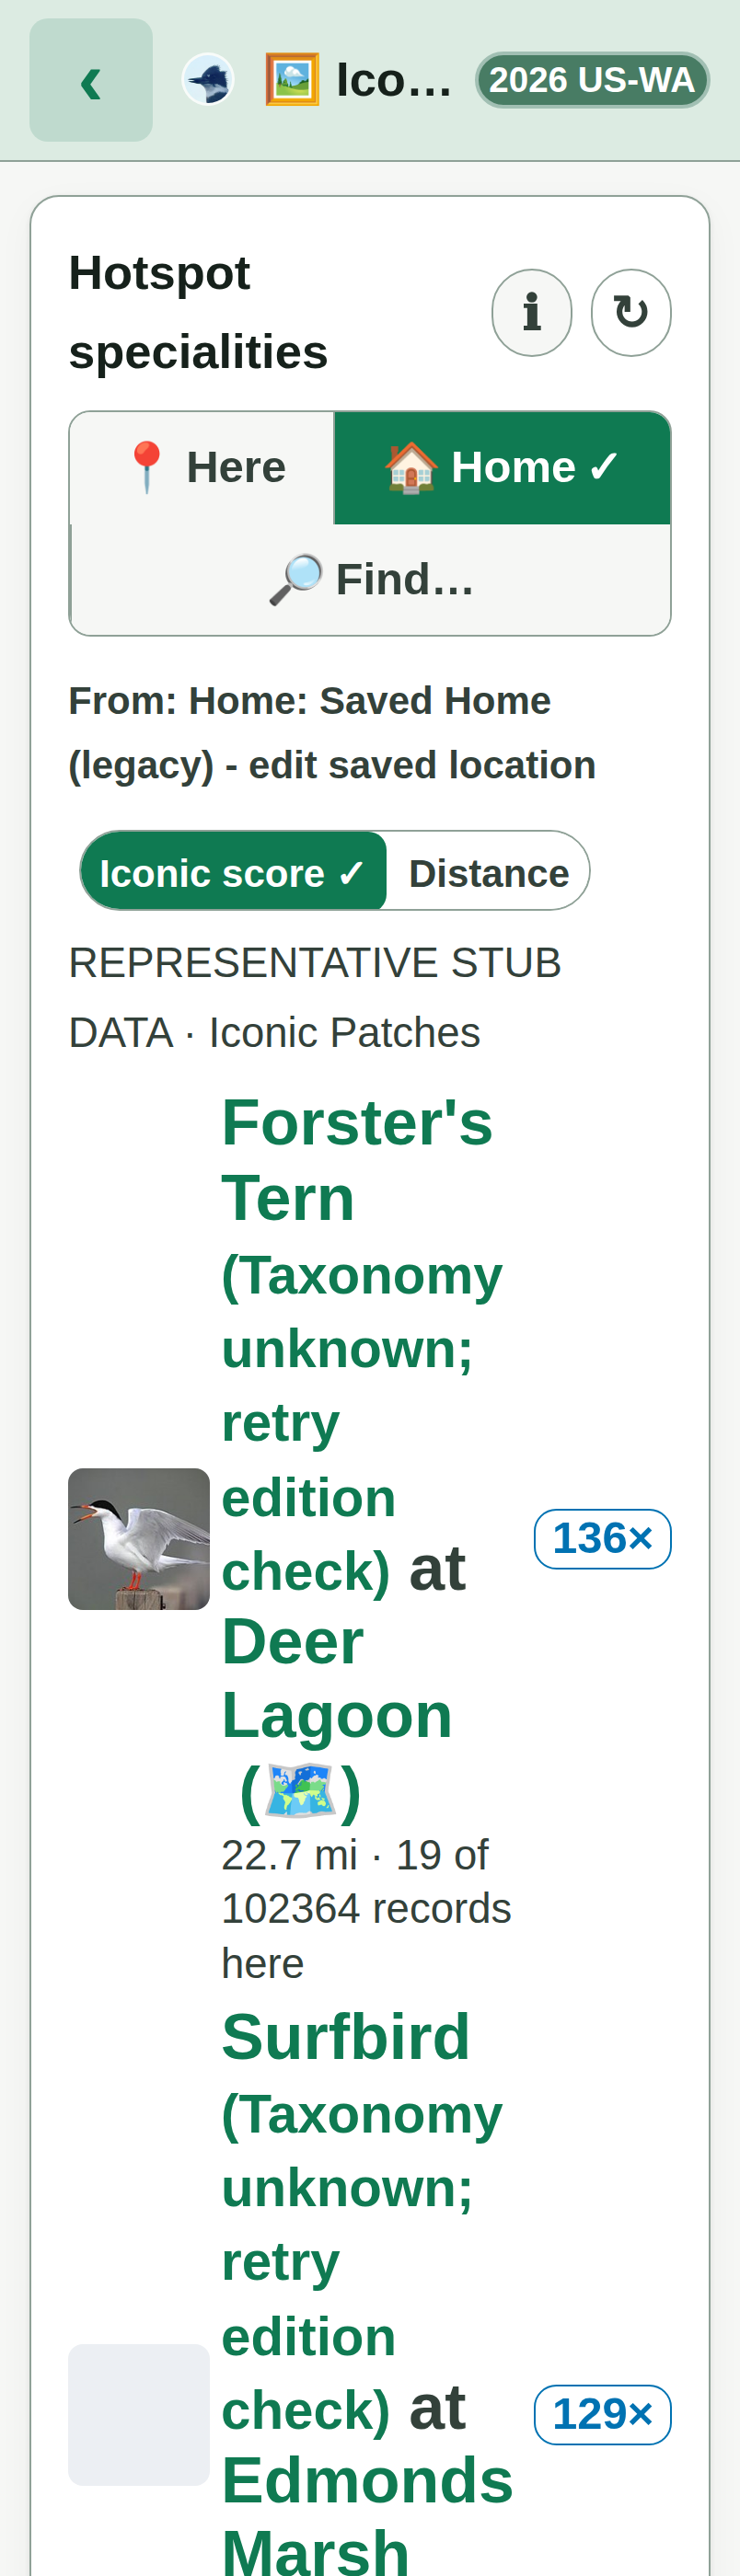 ‹ Ico… 2026 US-WA
Hotspot
specialities
ℹ ↻
📍 Here 🏠 Home ✓
🔎 Find…
From: Home: Saved Home
(legacy) - edit saved location
Iconic score ✓ Distance
REPRESENTATIVE STUB
DATA · Iconic Patches
Forster's
Tern
(Taxonomy
unknown;
retry
edition
check) at
Deer
Lagoon
(🗺️)
136×
22.7 mi · 19 of
102364 records
here
Surfbird
(Taxonomy
unknown;
retry
edition
check) at
Edmonds
Marsh
129×